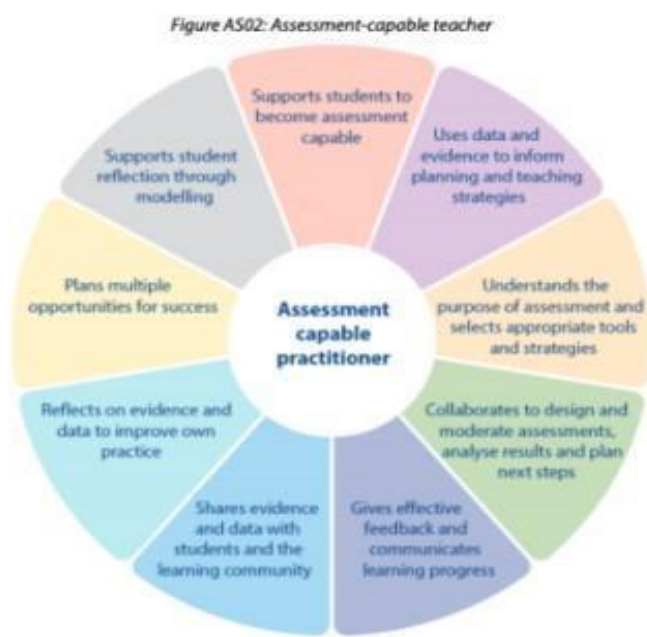 Figure AS02: Assessment-capable teacher
Supports students to
become assessment
capable
Uses data and
evidence to inform
planning and teaching
strategies
Understands the
purpose of assessment and
selects appropriate tools
and strategies
Collaborates to design and
moderate assessments,
analyse results and plan
next steps
Gives effective
feedback and
communicates
learning progress
Shares evidence
and data with
students and the
learning community
Reflects on evidence and
data to improve own
practice
Plans multiple
opportunities for success
Supports student
reflection through
modelling
Assessment
capable
practitioner